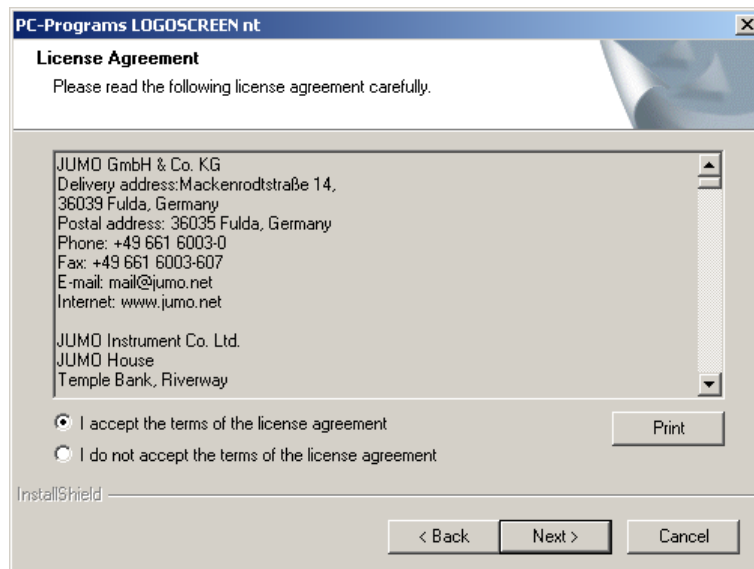 PC-Programs LOGOSCREEN nt
License Agreement
Please read the following license agreement carefully.
JUMO GmbH & Co. KG
Delivery address:Mackenrodtstraße 14,
36039 Fulda, Germany
Postal address: 36035 Fulda, Germany
Phone: +49 661 6003-0
Fax: +49 661 6003-607
E-mail: mail@jumo.net
Internet: www.jumo.net
JUMO Instrument Co. Ltd.
JUMO House
Temple Bank, Riverway
I accept the terms of the license agreement
Print
I do not accept the terms of the license agreement
InstallShield
< Back
Next >
Cancel